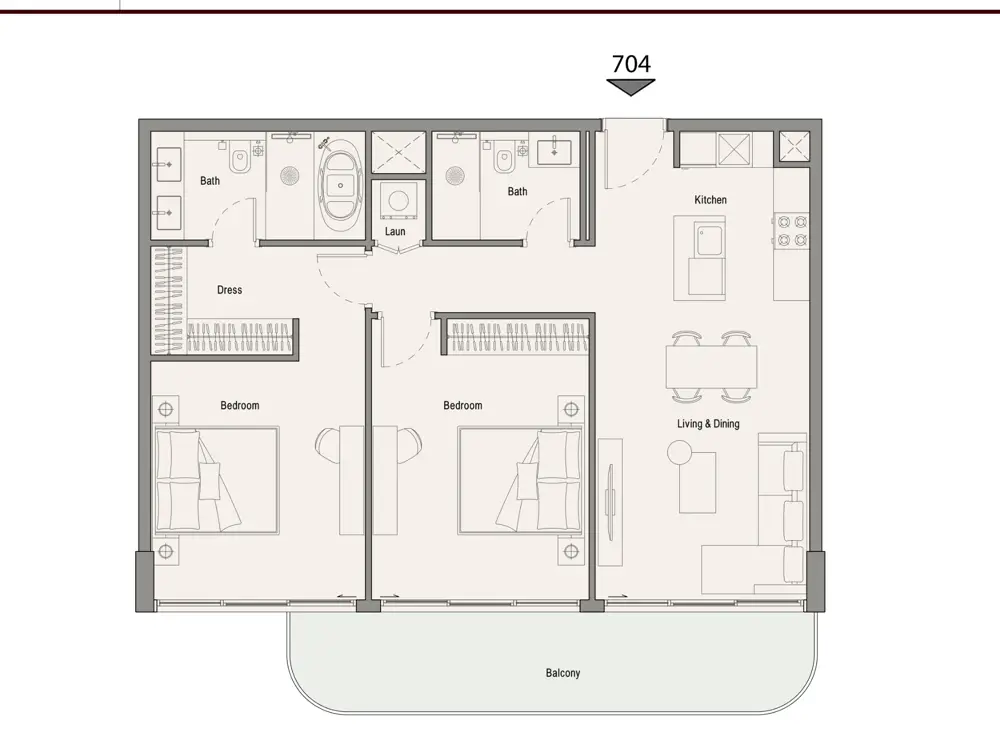 704
Bath
Bath
Kitchen
Laun
Dress
Bedroom
Bedroom
Living & Dining
Balcony